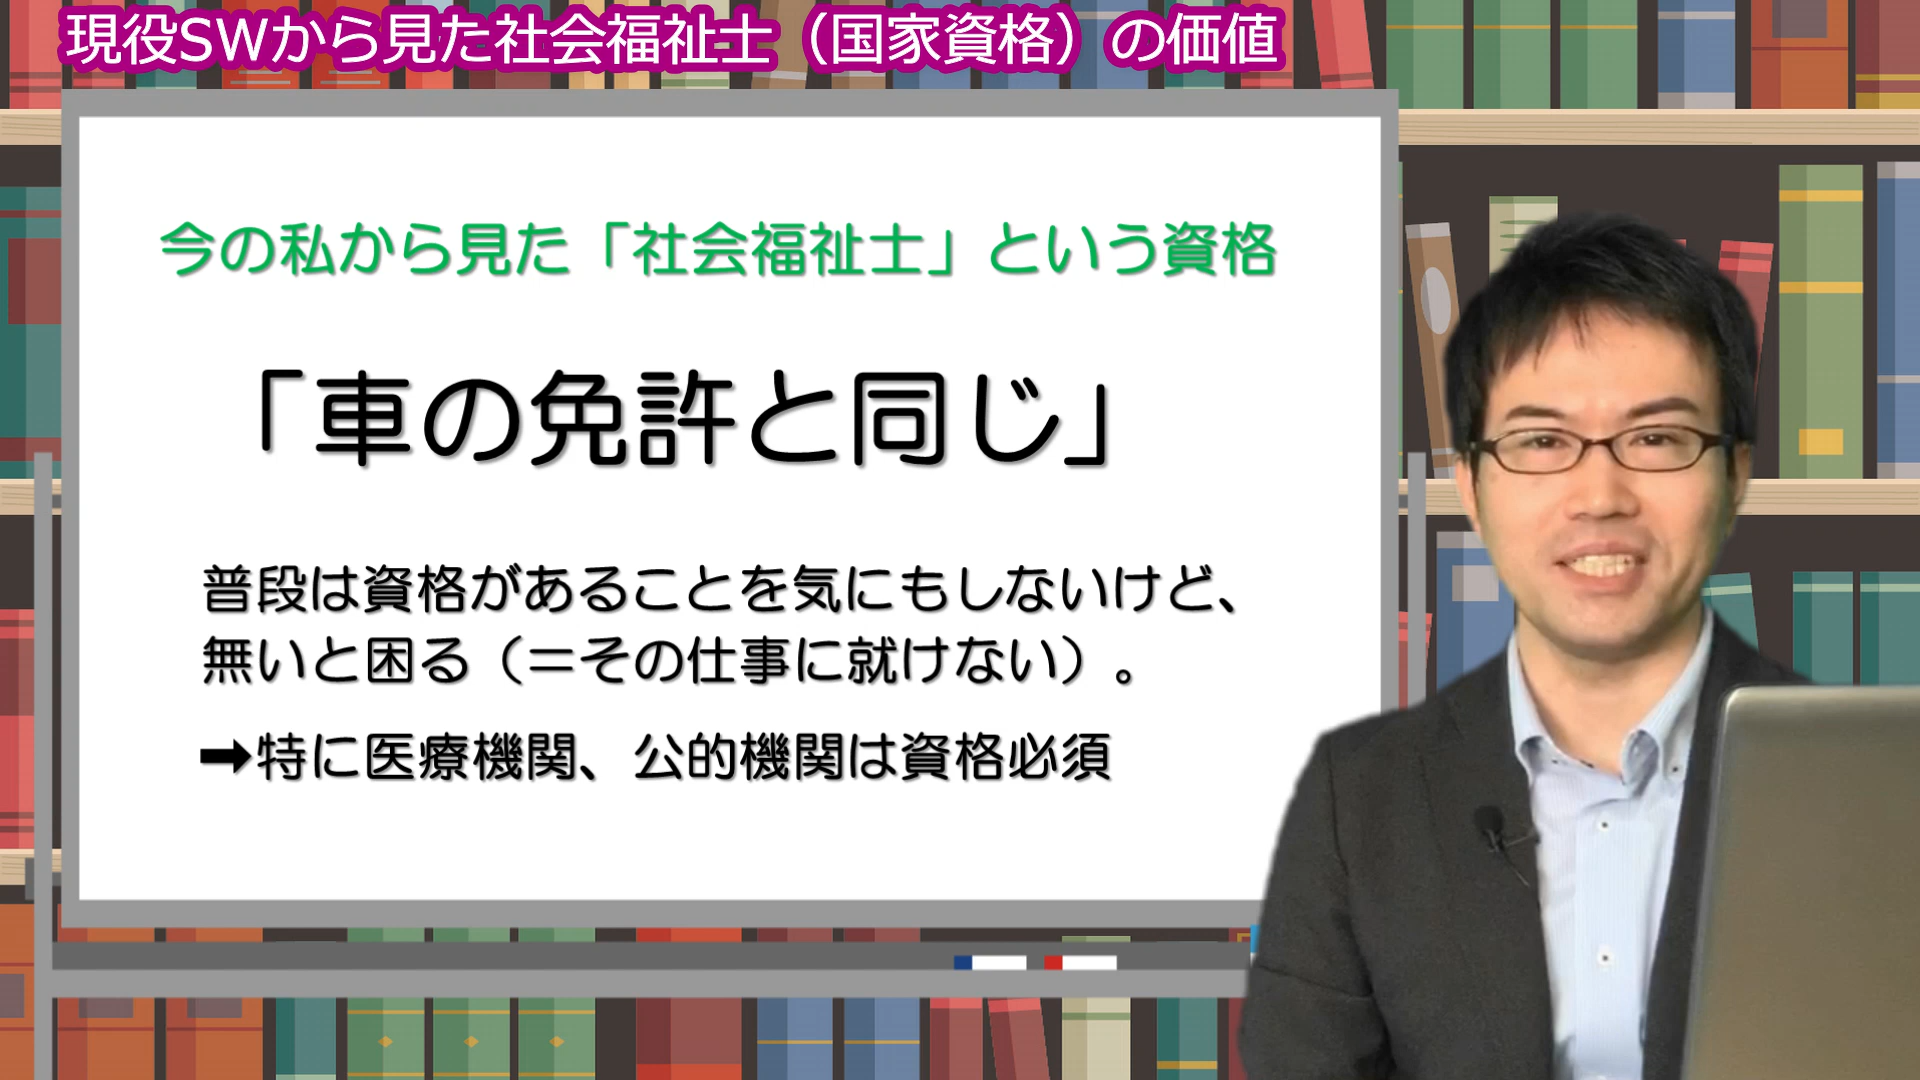 現役SWから見た社会福祉士（国家資格）の価値
今の私から見た「社会福祉士」という資格
「車の免許と同じ」
普段は資格があることを気にもしないけど、
無いと困る（＝その仕事に就けない）。
➡特に医療機関、公的機関は資格必須